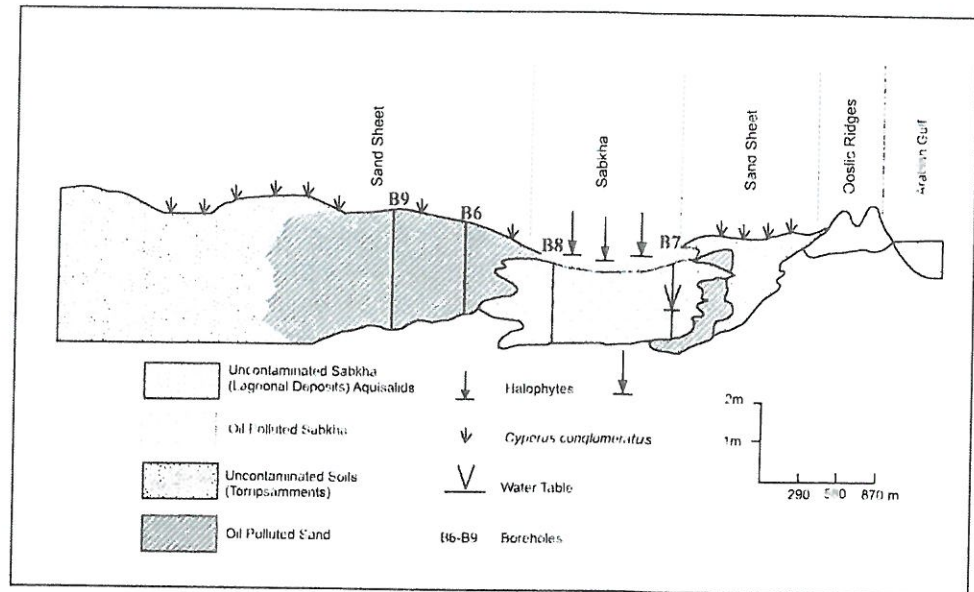 Sand Sheet
Sabkha
Sand Sheet
Ooslic Ridges
Arabian Gulf
B9
B6
B8
B7
Uncontaminated Sabkha
(Lagnonal Deposits) Aquisalids
Oil Polluted Sabkha
Uncontaminated Soils
(Torripsamments)
Oil Polluted Sand
Halophytes
Cyperus conglomeratus
Water Table
B6-B9 Boreholes
2m
1m
290 580 870 m